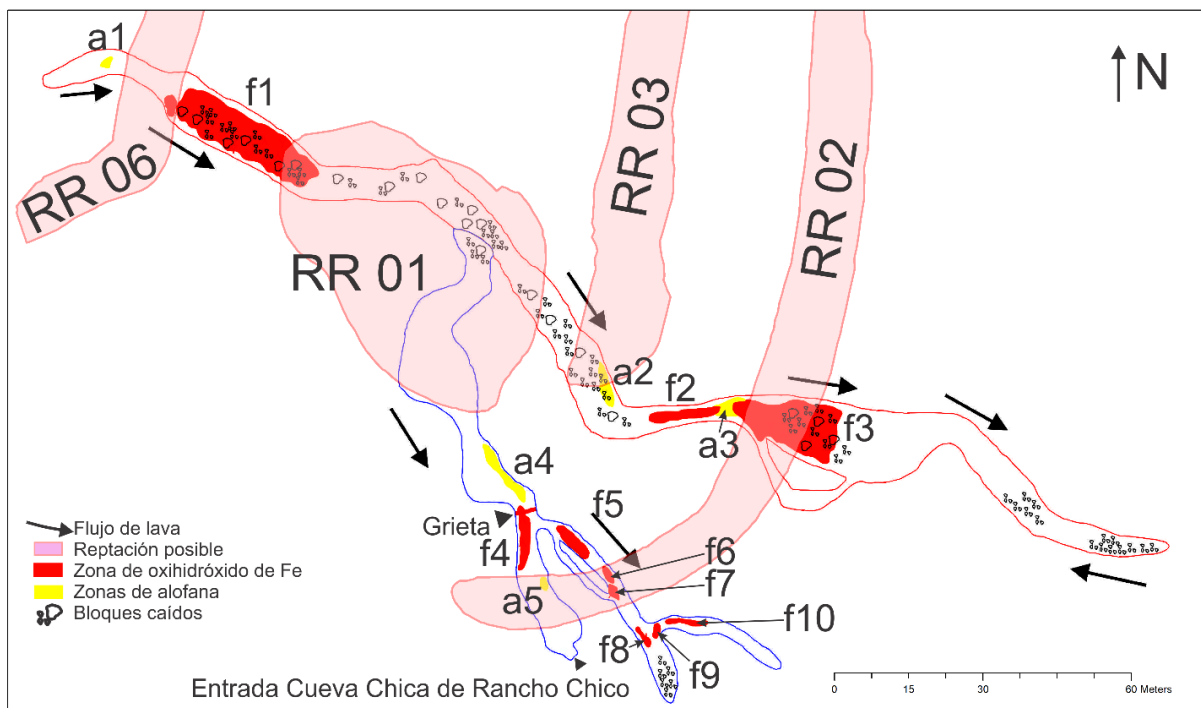 a1
N
f1
RR 03
RR 06
RR 02
RR 01
a2
f2
a3
f3
a4
f5
Grieta
f4
f6
f7
a5
f10
f8
f9
Flujo de lava
Reptación posible
Zona de oxihidróxido de Fe
Zonas de alofana
Bloques caídos
Entrada Cueva Chica de Rancho Chico
0 15 30 60 Meters